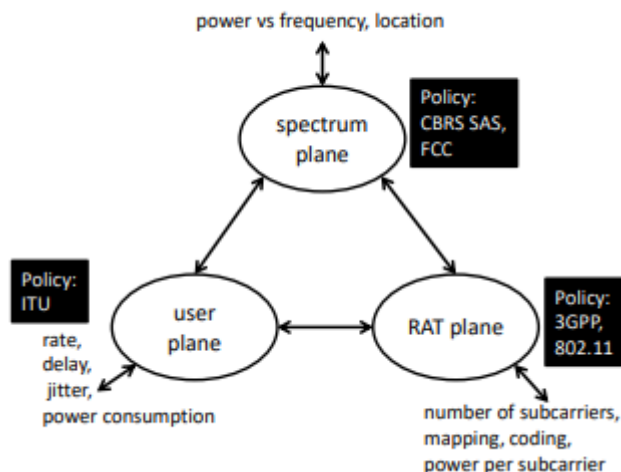 power vs frequency, location
Policy:
CBRS SAS,
FCC
spectrum
plane
Policy:
ITU
user
plane
RAT plane
Policy:
3GPP,
802.11
rate,
delay,
jitter,
power consumption
number of subcarriers,
mapping, coding,
power per subcarrier